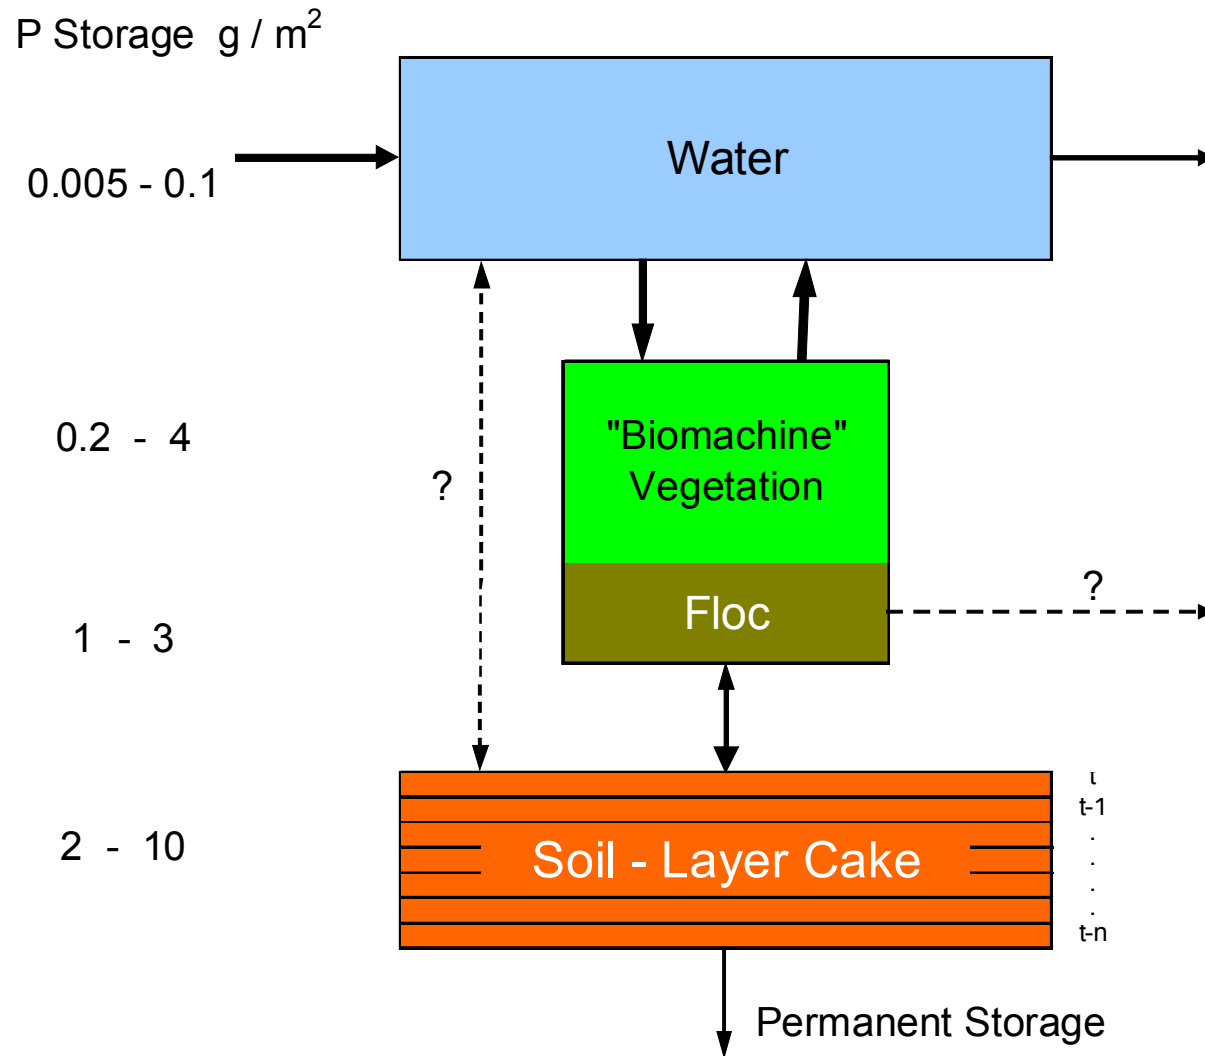 P Storage g / m2
Water
0.005 - 0.1
"Biomachine"
Vegetation
0.2 - 4
?
?
Floc
1 - 3
t
t-1
.
.
.
.
t-n
Soil - Layer Cake
2 - 10
Permanent Storage